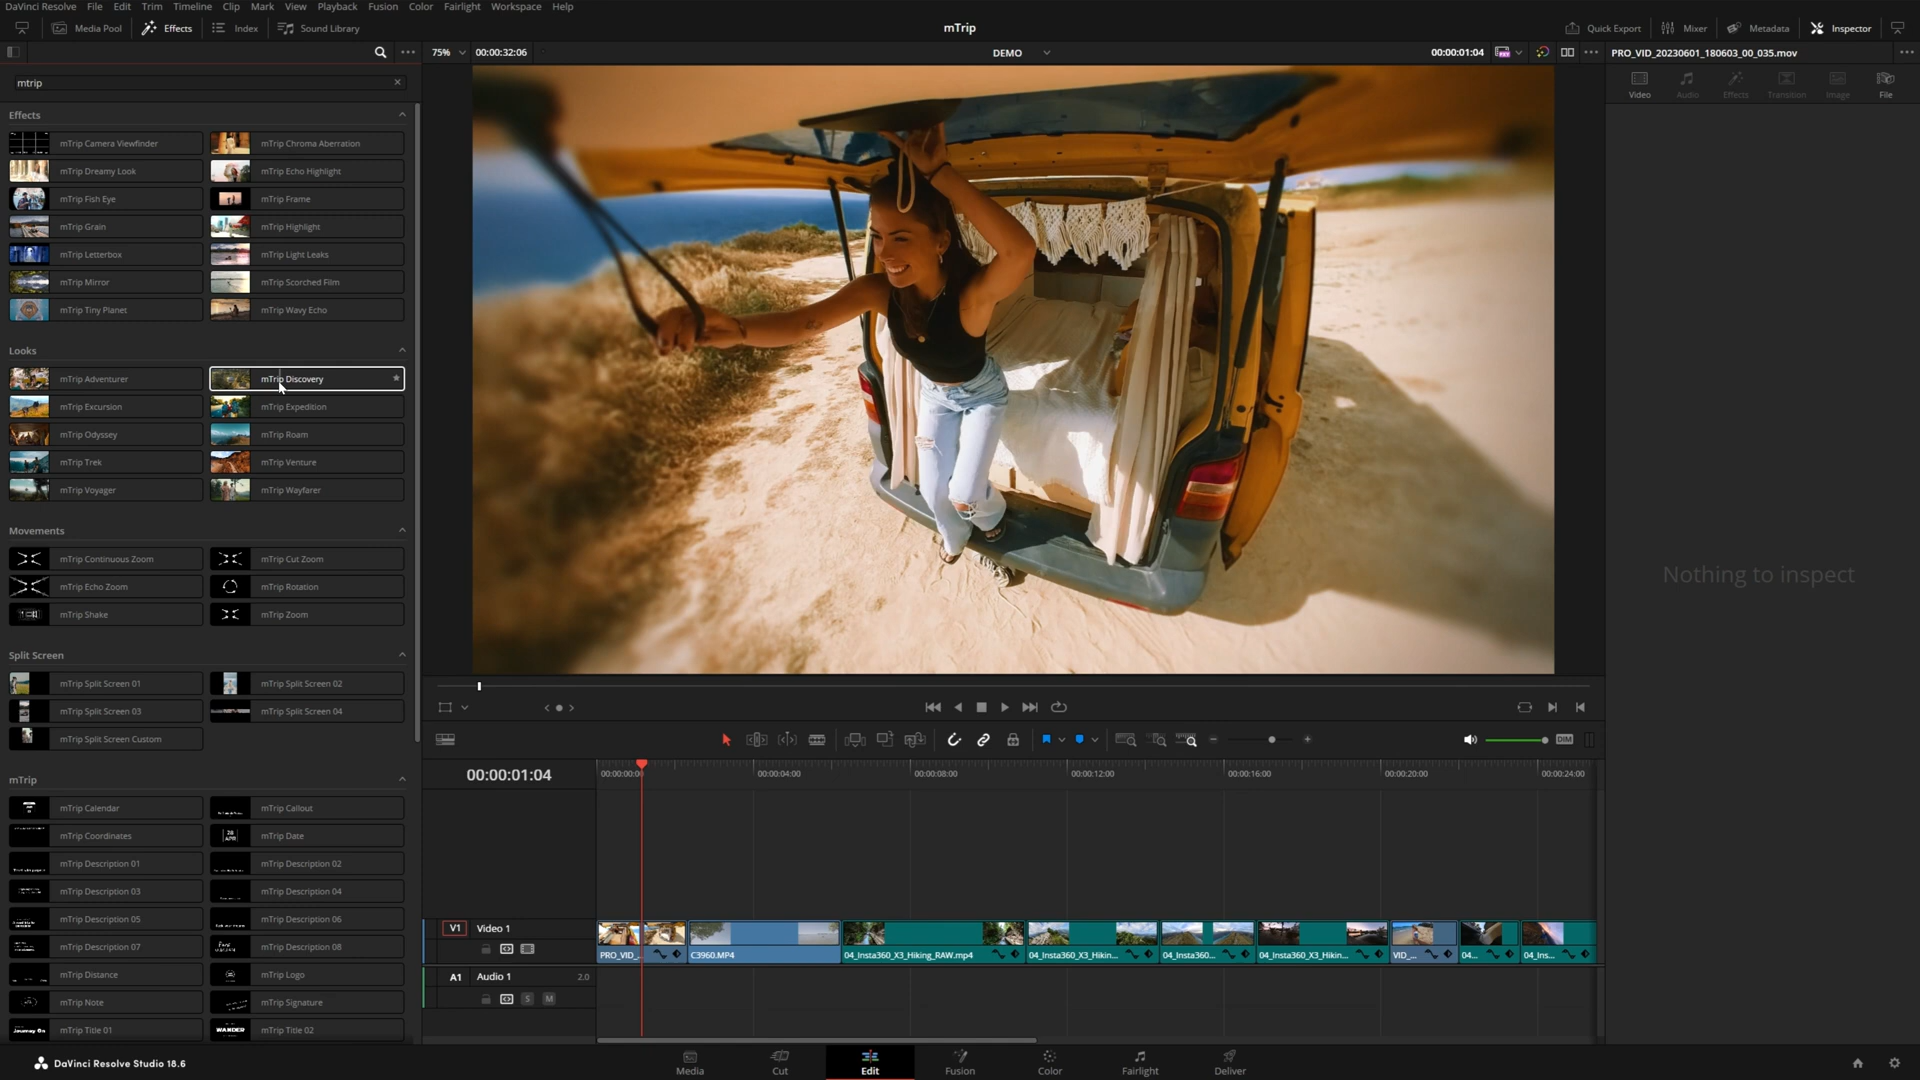 DaVinci Resolve File Edit Trim Timeline Clip Mark View Playback Fusion Color Fairlight Workspace Help
Media Pool Effects Index Sound Library mTrip Quick Export Mixer Metadata Inspector
75% 00:00:32:06 DEMO 00:00:01:04 PRO_VID_20230601_180603_00_035.mov
mtrip
Video Audio Effects Transition Image File
Effects
mTrip Camera Viewfinder mTrip Chroma Aberration
mTrip Dreamy Look mTrip Echo Highlight
mTrip Fish Eye mTrip Frame
mTrip Grain mTrip Highlight
mTrip Letterbox mTrip Light Leaks
mTrip Mirror mTrip Scorched Film
mTrip Tiny Planet mTrip Wavy Echo
Looks
mTrip Adventurer mTrip Discovery
mTrip Excursion mTrip Expedition
mTrip Odyssey mTrip Roam
mTrip Trek mTrip Venture
mTrip Voyager mTrip Wayfarer
Movements
mTrip Continuous Zoom mTrip Cut Zoom
mTrip Echo Zoom mTrip Rotation
mTrip Shake mTrip Zoom
Split Screen
mTrip Split Screen 01 mTrip Split Screen 02
mTrip Split Screen 03 mTrip Split Screen 04
mTrip Split Screen Custom
mTrip
mTrip Calendar mTrip Callout
mTrip Coordinates 28 APR mTrip Date
mTrip Description 01 mTrip Description 02
mTrip Description 03 mTrip Description 04
mTrip Description 05 mTrip Description 06
mTrip Description 07 mTrip Description 08
mTrip Distance mTrip Logo
mTrip Note mTrip Signature
Journey On mTrip Title 01 WANDER mTrip Title 02
Nothing to inspect
DIM
00:00:01:04 00:00:00:00 00:00:04:00 00:00:08:00 00:00:12:00 00:00:16:00 00:00:20:00 00:00:24:00
V1 Video 1
PRO_VID_... C3960.MP4 04_Insta360_X3_Hiking_RAW.mp4 04_Insta360_X3_Hikin... 04_Insta360... 04_Insta360_X3_Hikin... VID_... 04... 04_Ins...
A1 Audio 1 2.0
S M
DaVinci Resolve Studio 18.6 Media Cut Edit Fusion Color Fairlight Deliver